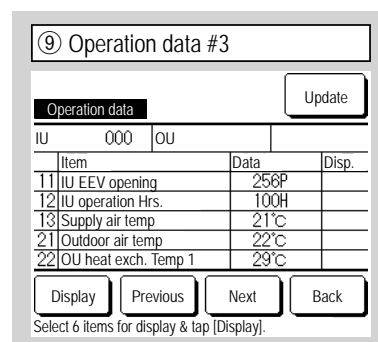 ⑨ Operation data #3
Update
Operation data
IU 000 OU
Item Data Disp.
11 IU EEV opening 256P
12 IU operation Hrs. 100H
13 Supply air temp 21℃
21 Outdoor air temp 22℃
22 OU heat exch. Temp 1 29℃
Display Previous Next Back
Select 6 items for display & tap [Display].